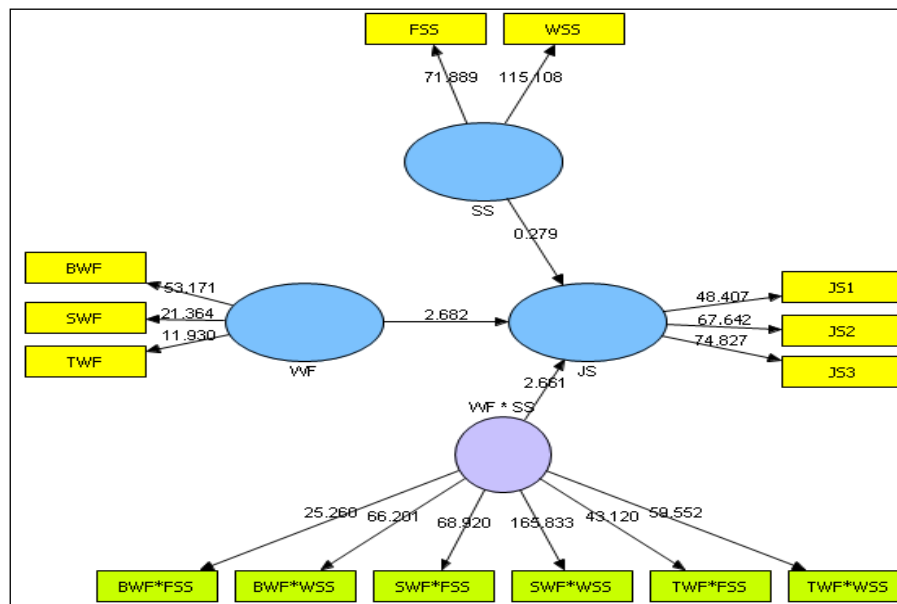 FSS
WSS
71.889
115.108
SS
0.279
BWF
SWF
TWF
53.171
21.364
11.930
WF
2.682
JS
48.407
67.642
74.827
JS1
JS2
JS3
2.661
WF * SS
25.260
66.201
68.920
165.833
43.120
59.552
BWF*FSS
BWF*WSS
SWF*FSS
SWF*WSS
TWF*FSS
TWF*WSS